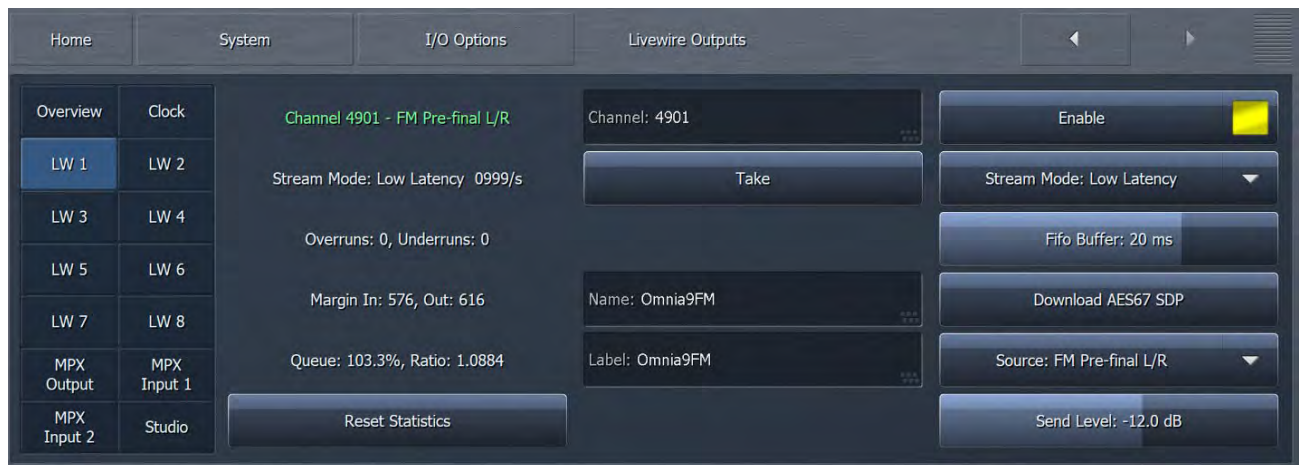 Home System I/O Options Livewire Outputs
Overview Clock
LW 1 LW 2
LW 3 LW 4
LW 5 LW 6
LW 7 LW 8
MPX Output MPX Input 1
MPX Input 2 Studio
Channel 4901 - FM Pre-final L/R
Stream Mode: Low Latency 0999/s
Overruns: 0, Underruns: 0
Margin In: 576, Out: 616
Queue: 103.3%, Ratio: 1.0884
Reset Statistics
Channel: 4901
Take
Name: Omnia9FM
Label: Omnia9FM
Enable
Stream Mode: Low Latency
Fifo Buffer: 20 ms
Download AES67 SDP
Source: FM Pre-final L/R
Send Level: -12.0 dB